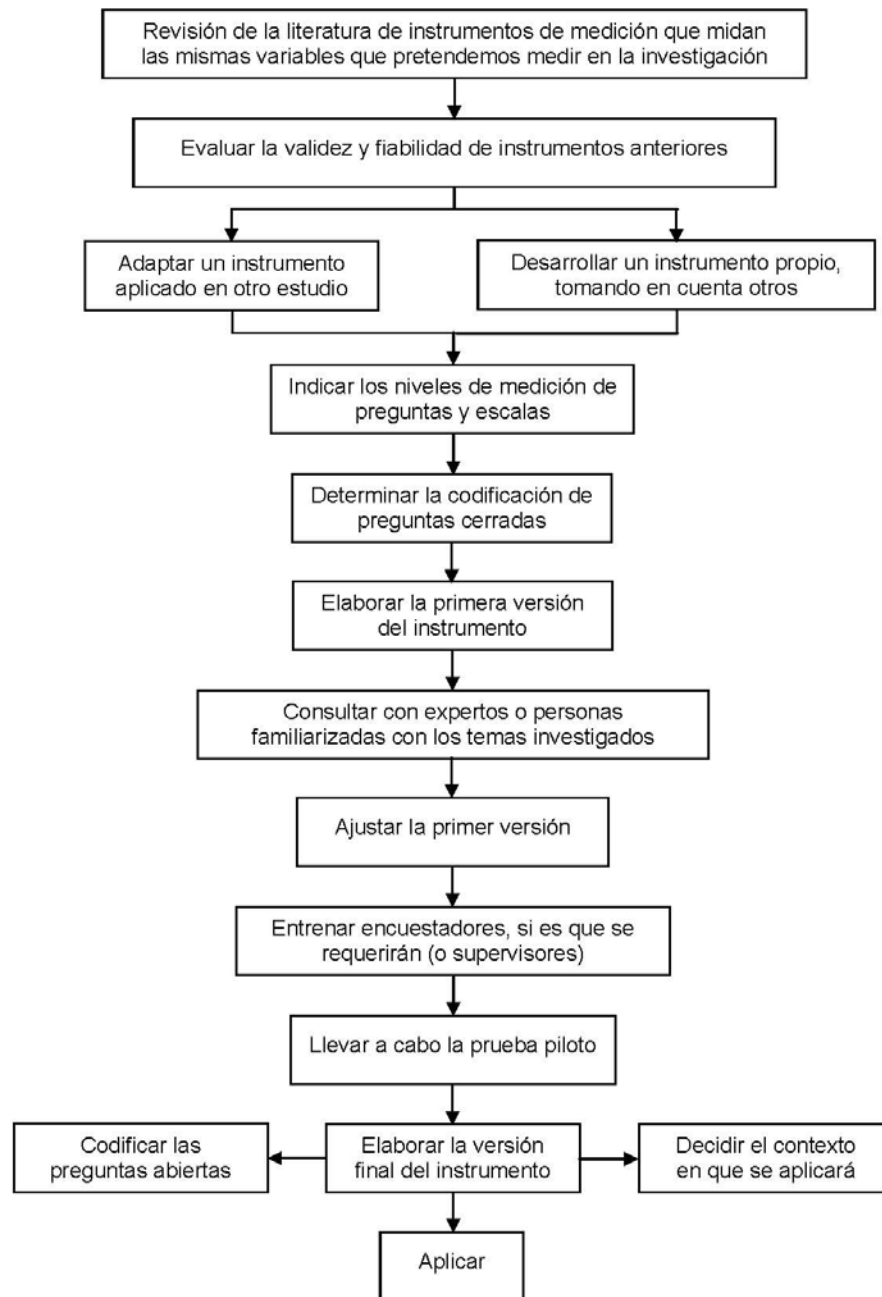 Revisión de la literatura de instrumentos de medición que midan
las mismas variables que pretendemos medir en la investigación
Evaluar la validez y fiabilidad de instrumentos anteriores
Adaptar un instrumento
aplicado en otro estudio
Desarrollar un instrumento propio,
tomando en cuenta otros
Indicar los niveles de medición de
preguntas y escalas
Determinar la codificación de
preguntas cerradas
Elaborar la primera versión
del instrumento
Consultar con expertos o personas
familiarizadas con los temas investigados
Ajustar la primer versión
Entrenar encuestadores, si es que se
requerirán (o supervisores)
Llevar a cabo la prueba piloto
Codificar las
preguntas abiertas
Elaborar la versión
final del instrumento
Decidir el contexto
en que se aplicará
Aplicar